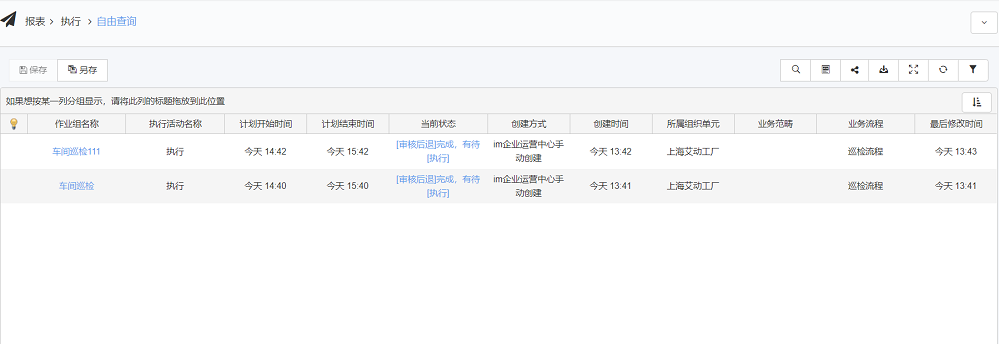 报表 > 执行 > 自由查询
保存 另存
如果想按某一列分组显示，请将此列的标题拖放到此位置
作业组名称 执行活动名称 计划开始时间 计划结束时间 当前状态 创建方式 创建时间 所属组织单元 业务范畴 业务流程 最后修改时间
车间巡检111 执行 今天 14:42 今天 15:42 [审核后退]完成，有待 im企业运营中心手 今天 13:42 上海艾动工厂 巡检流程 今天 13:43
[执行] 动创建
车间巡检 执行 今天 14:40 今天 15:40 [审核后退]完成，有待 im企业运营中心手 今天 13:41 上海艾动工厂 巡检流程 今天 13:41
[执行] 动创建